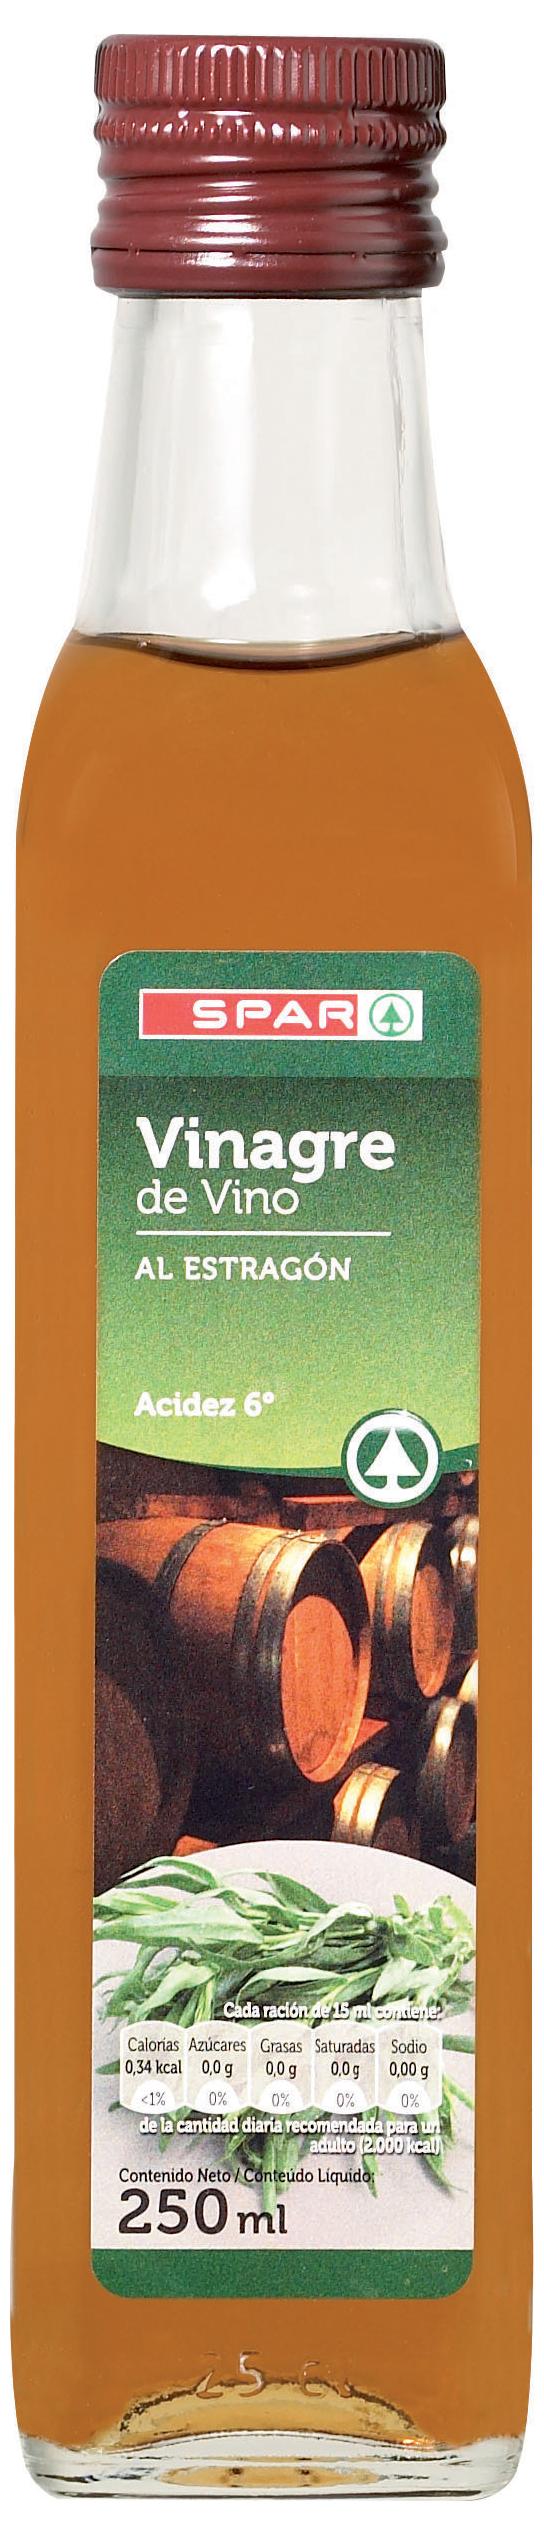 SPAR
Vinagre
de Vino
AL ESTRAGÓN
Acidez 6°
Cada ración de 15 ml contiene:
Calorías Azúcares Grasas Saturadas Sodio
0,34 kcal 0,0 g 0,0 g 0,0 g 0,00 g
<1% 0% 0% 0% 0%
de la cantidad diaria recomendada para un
adulto (2.000 kcal)
Contenido Neto / Conteúdo Líquido:
250 ml